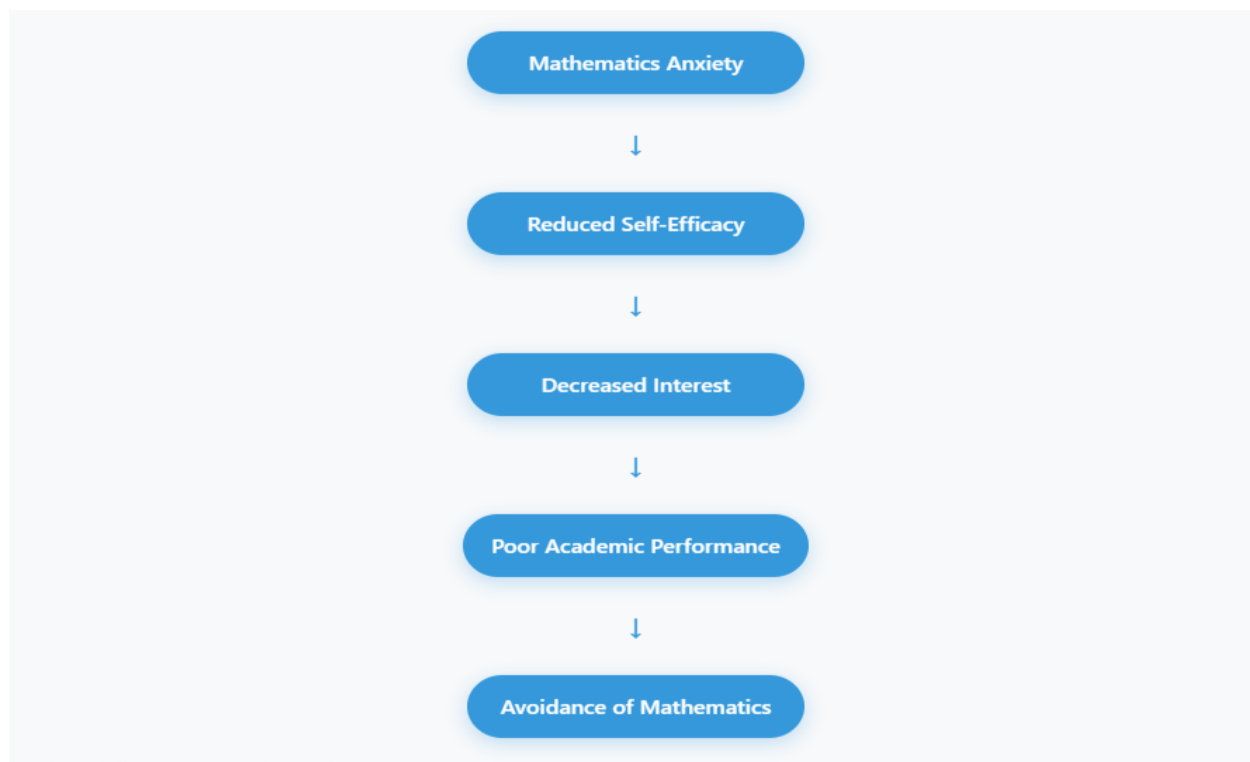 Mathematics Anxiety
↓
Reduced Self-Efficacy
↓
Decreased Interest
↓
Poor Academic Performance
↓
Avoidance of Mathematics